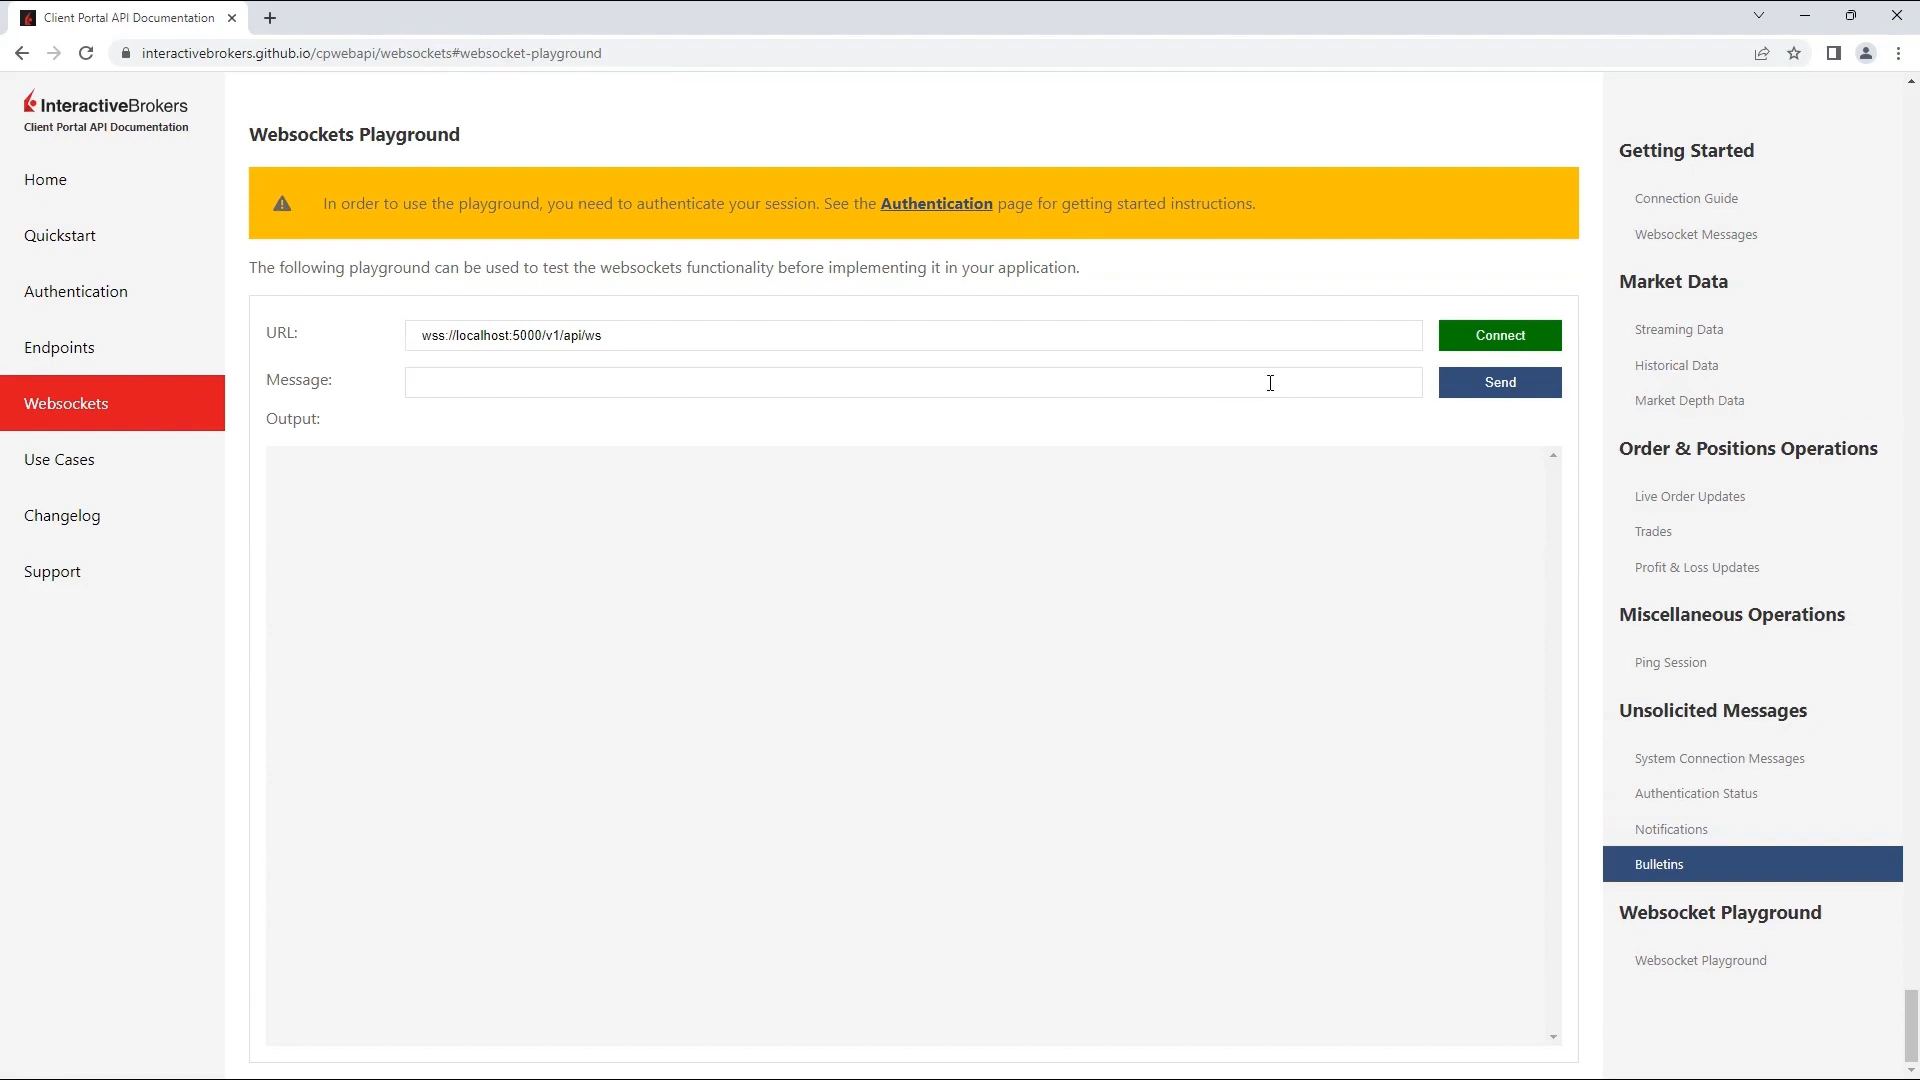 Client Portal API Documentation
interactivebrokers.github.io/cpwebapi/websockets#websocket-playground
InteractiveBrokers
Client Portal API Documentation
Home
Quickstart
Authentication
Endpoints
Websockets
Use Cases
Changelog
Support
Websockets Playground
In order to use the playground, you need to authenticate your session. See the Authentication page for getting started instructions.
The following playground can be used to test the websockets functionality before implementing it in your application.
URL:
wss://localhost:5000/v1/api/ws
Connect
Message:
Send
Output:
Getting Started
Connection Guide
Websocket Messages
Market Data
Streaming Data
Historical Data
Market Depth Data
Order & Positions Operations
Live Order Updates
Trades
Profit & Loss Updates
Miscellaneous Operations
Ping Session
Unsolicited Messages
System Connection Messages
Authentication Status
Notifications
Bulletins
Websocket Playground
Websocket Playground